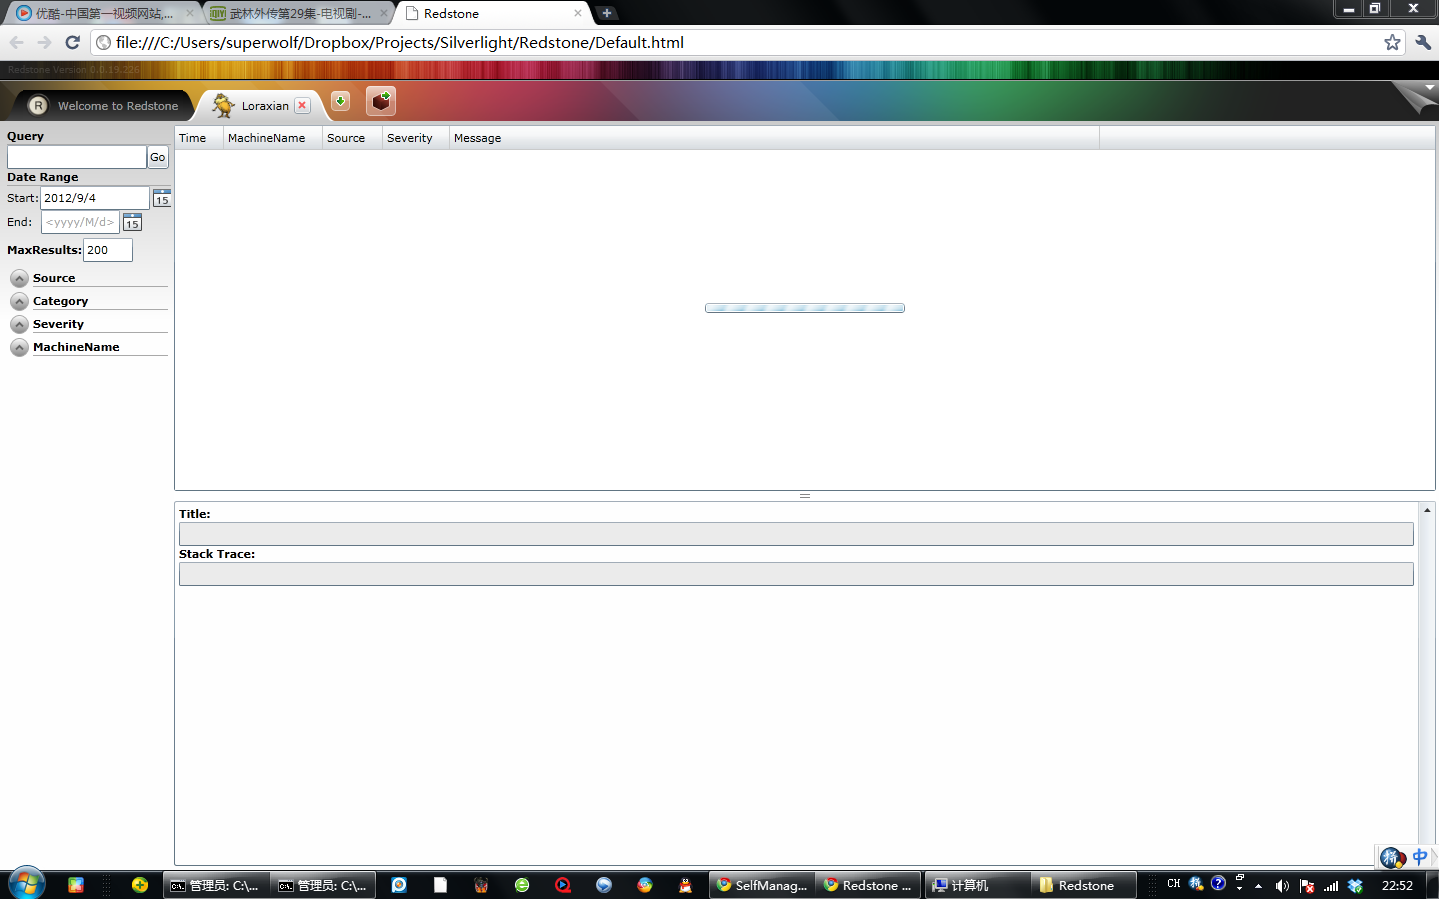 优酷-中国第一视频网站,...
武林外传第29集-电视剧-...
Redstone
file:///C:/Users/superwolf/Dropbox/Projects/Silverlight/Redstone/Default.html
Redstone Version 0.0.19.226
R
Welcome to Redstone
Loraxian
Query
Go
Date Range
Start: 2012/9/4 15
End: <yyyy/M/d> 15
MaxResults: 200
Source
Category
Severity
MachineName
Time MachineName Source Severity Message
Title:
Stack Trace:
拼 中
管理员: C:\...
管理员: C:\...
SelfManag...
Redstone ...
计算机
Redstone
CH
22:52